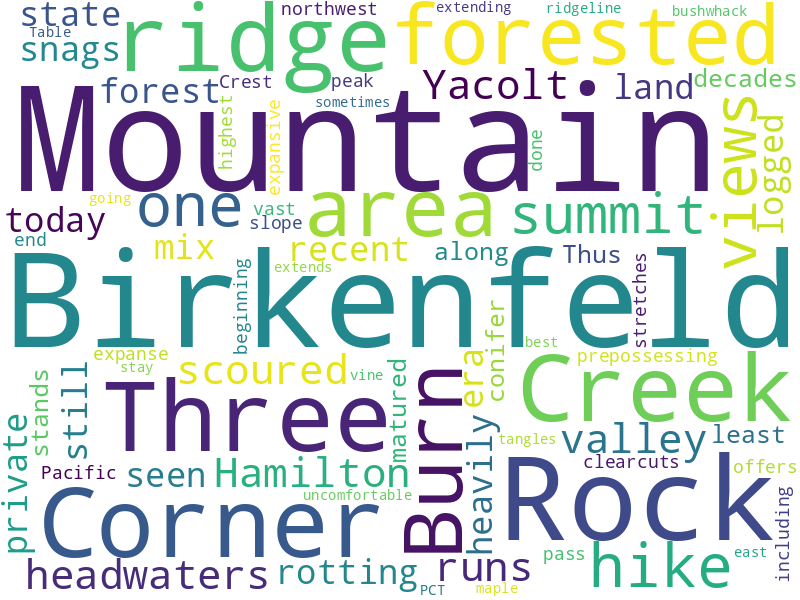 state
Table
snags
ridge
northwest
extending
ridgeline
bushwhack
forested
forest
Crest
peak
sometimes
Yacolt
land
decades
Mountain
highest
expansive
done
views
logged
going
today
one
vast
slope
area
summit
end
mix
recent
along
Thus
beginning
extends
stretches
Birkenfeld
expanse
stay
scoured
vine
conifer
best
prepossessing
era
Three
Creek
matured
stands
still
Burn
heavily
tangles
valley
least
private
Pacific
seen
Hamilton
clearcuts
offers
uncomfortable
Corner
Rock
including
headwaters
rotting
PCT
runs
maple
pass
hike
east